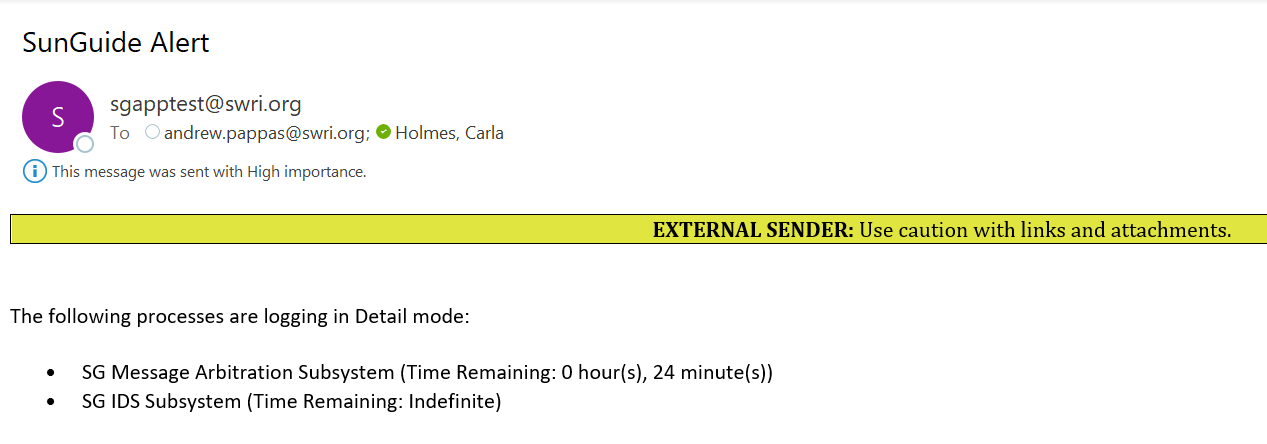 SunGuide Alert
S
sgapptest@swri.org
To andrew.pappas@swri.org; Holmes, Carla
i This message was sent with High importance.
EXTERNAL SENDER: Use caution with links and attachments.
The following processes are logging in Detail mode:
• SG Message Arbitration Subsystem (Time Remaining: 0 hour(s), 24 minute(s))
• SG IDS Subsystem (Time Remaining: Indefinite)